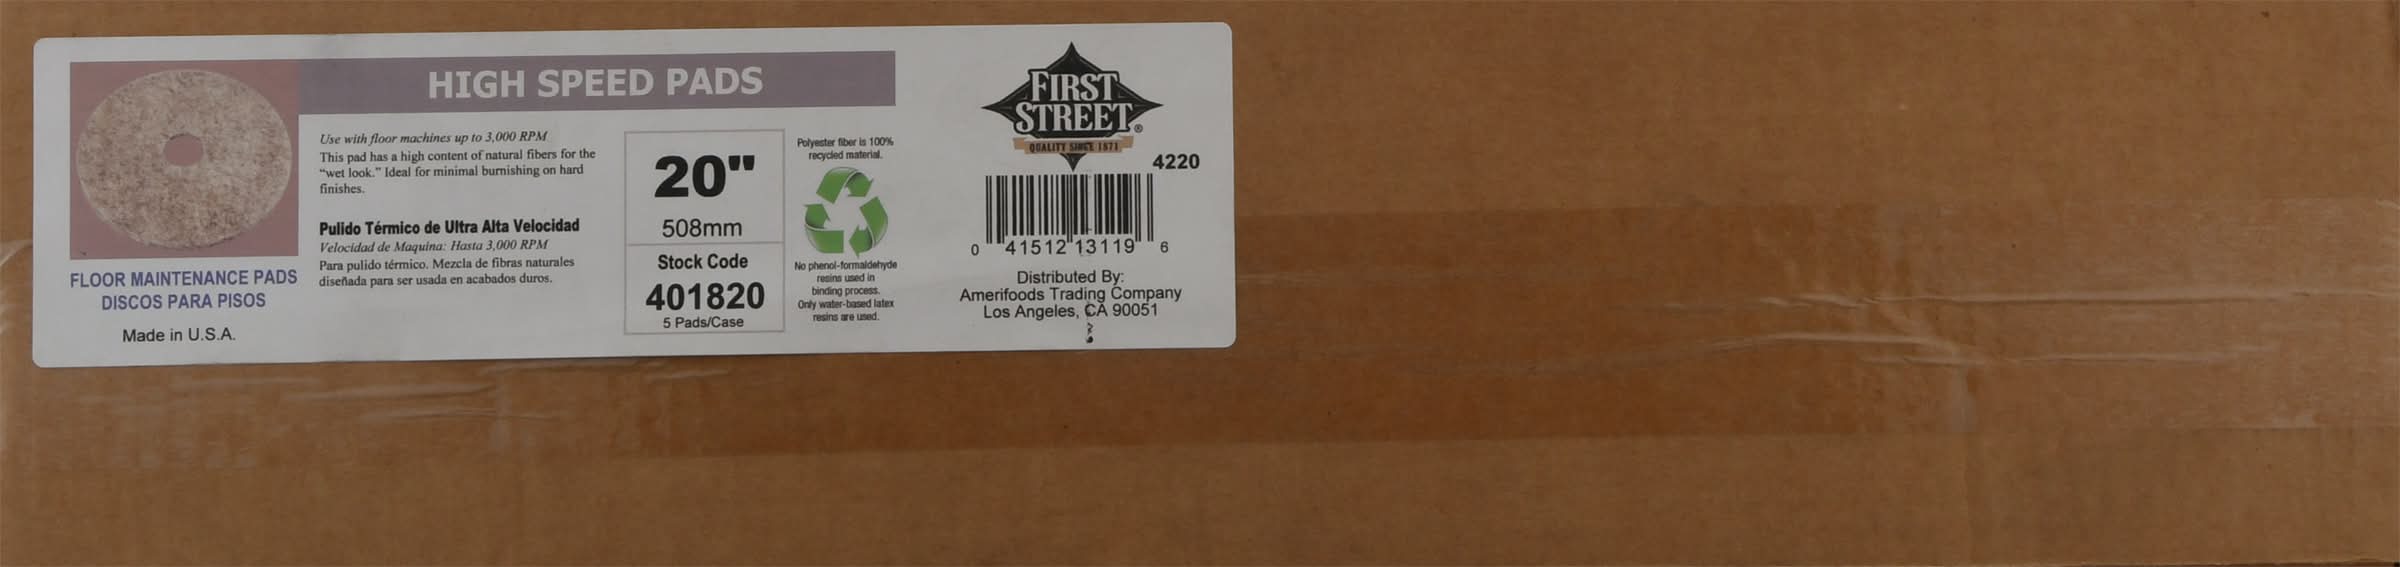 HIGH SPEED PADS
Use with floor machines up to 3,000 RPM
This pad has a high content of natural fibers for the
"wet look." Ideal for minimal burnishing on hard
finishes.
Pulido Térmico de Ultra Alta Velocidad
Velocidad de Maquina: Hasta 3,000 RPM
Para pulido térmico. Mezcla de fibras naturales
diseñada para ser usada en acabados duros.
FLOOR MAINTENANCE PADS
DISCOS PARA PISOS
Made in U.S.A.
20"
508mm
Stock Code
401820
5 Pads/Case
Polyester fiber is 100%
recycled material.
No phenol-formaldehyde
resins used in
binding process.
Only water-based latex
resins are used.
FIRST
STREET®
QUALITY SINCE 1871
4220
0 41512 13119 6
Distributed By:
Amerifoods Trading Company
Los Angeles, CA 90051